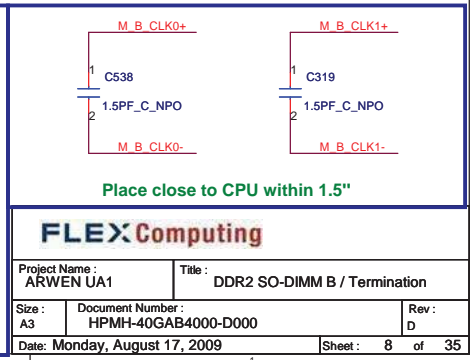 M_B_CLK0+ M_B_CLK1+
1 C538 1 C319
1.5PF_C_NPO 1.5PF_C_NPO
2 2
M_B_CLK0- M_B_CLK1-
Place close to CPU within 1.5"
FLEX Computing
Project Name : Title :
ARWEN UA1 DDR2 SO-DIMM B / Termination
Size : Document Number : Rev :
A3 HPMH-40GAB4000-D000 D
Date: Monday, August 17, 2009 Sheet : 8 of 35